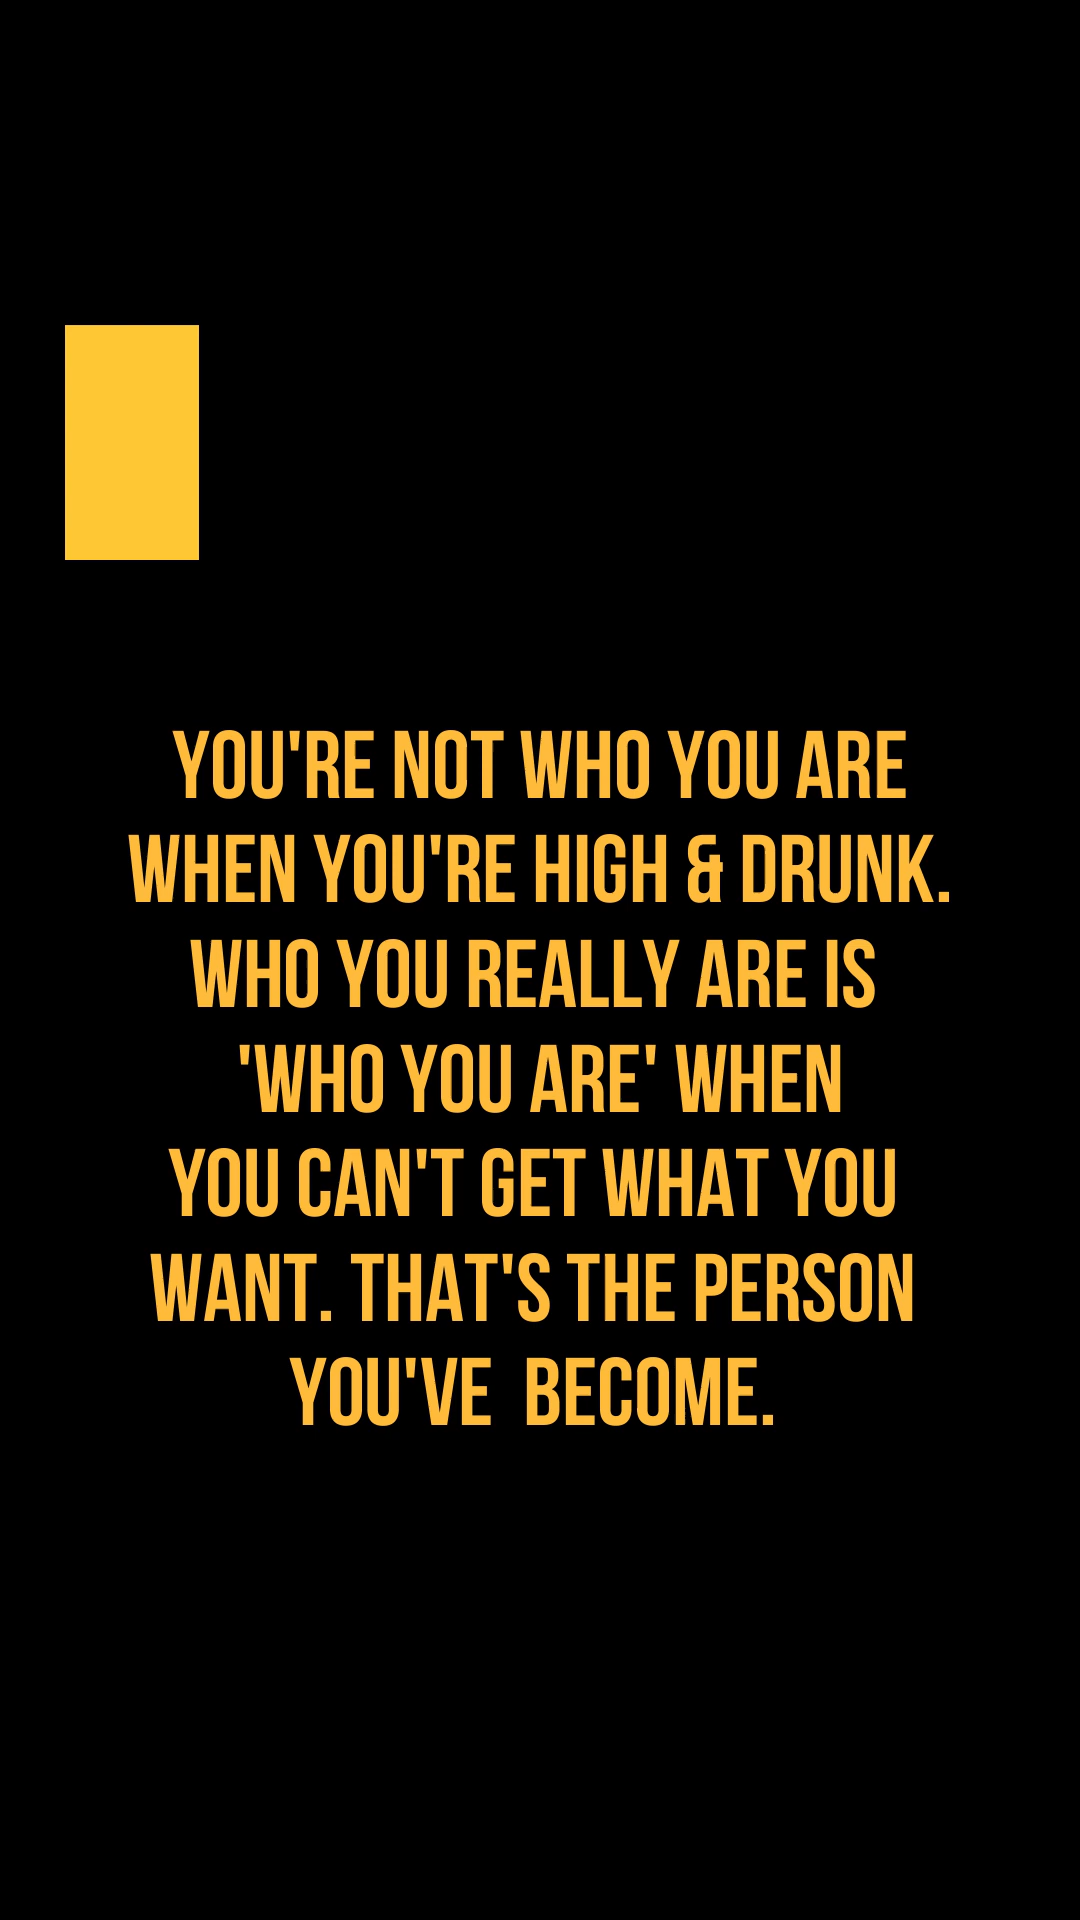 YOU'RE NOT WHO YOU ARE
WHEN YOU'RE HIGH & DRUNK.
WHO YOU REALLY ARE IS
'WHO YOU ARE' WHEN
YOU CAN'T GET WHAT YOU
WANT. THAT'S THE PERSON
YOU'VE  BECOME.